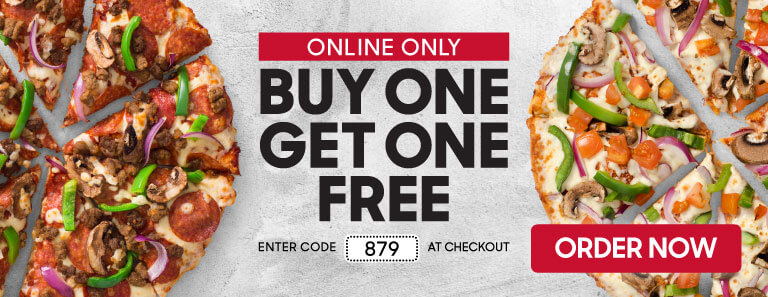 ONLINE ONLY
BUY ONE
GET ONE
FREE
ENTER CODE 879 AT CHECKOUT
ORDER NOW